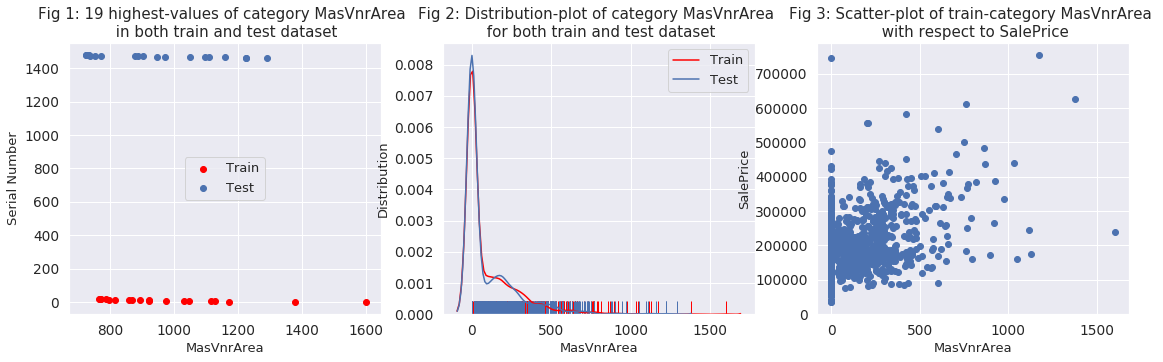 Fig 1: 19 highest-values of category MasVnrArea
in both train and test dataset
Serial Number
1400
1200
1000
800
600
400
200
0
Train
Test
800
1000
1200
1400
1600
MasVnrArea
Fig 2: Distribution-plot of category MasVnrArea
for both train and test dataset
Distribution
0.008
0.007
0.006
0.005
0.004
0.003
0.002
0.001
0.000
Train
Test
0
500
1000
1500
MasVnrArea
Fig 3: Scatter-plot of train-category MasVnrArea
with respect to SalePrice
SalePrice
700000
600000
500000
400000
300000
200000
100000
0
0
500
1000
1500
MasVnrArea